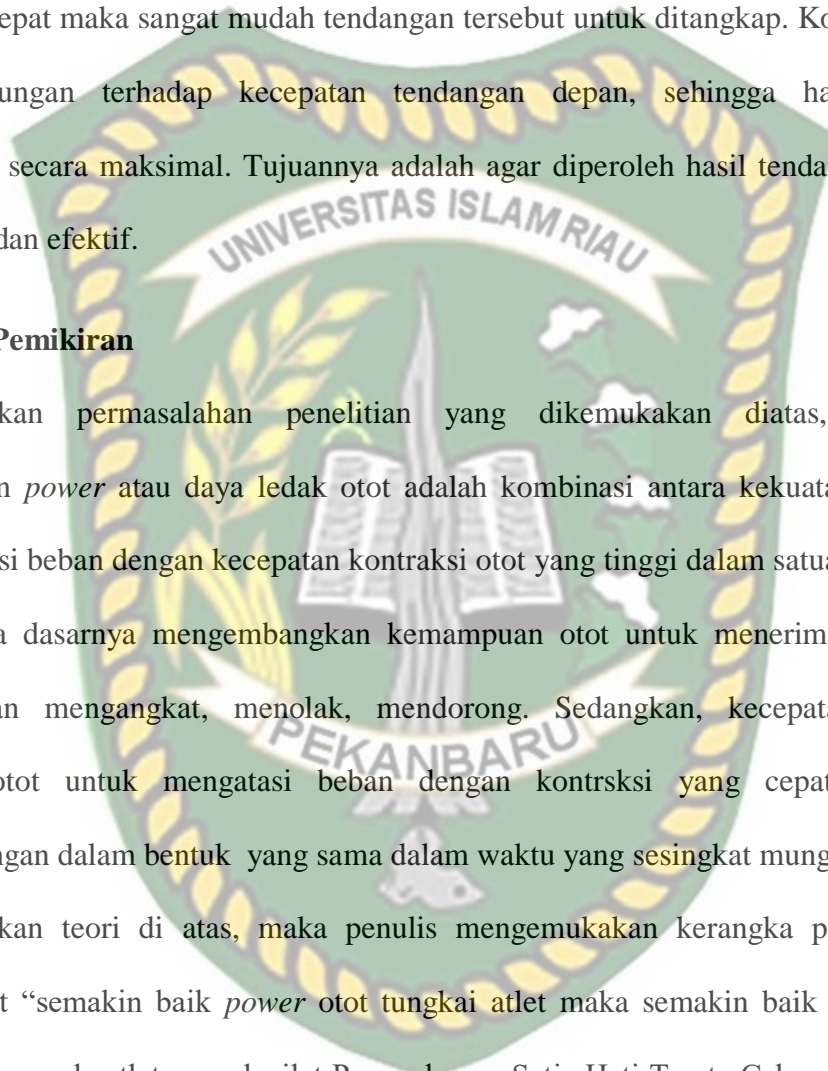 epat maka sangat mudah tendangan tersebut untuk ditangkap. Ko
ungan terhadap kecepatan tendangan depan, sehingga ha
secara maksimal. Tujuannya adalah agar diperoleh hasil tenda
dan efektif.
UNIVERSITAS ISLAM RIAU
Pemikiran
kan permasalahan penelitian yang dikemukakan diatas,
n power atau daya ledak otot adalah kombinasi antara kekuata
si beban dengan kecepatan kontraksi otot yang tinggi dalam satua
a dasarnya mengembangkan kemampuan otot untuk menerim
an mengangkat, menolak, mendorong. Sedangkan, kecepata
PEKANBARU
otot untuk mengatasi beban dengan kontrsksi yang cepat
ngan dalam bentuk yang sama dalam waktu yang sesingkat mung
kan teori di atas, maka penulis mengemukakan kerangka p
t “semakin baik power otot tungkai atlet maka semakin baik